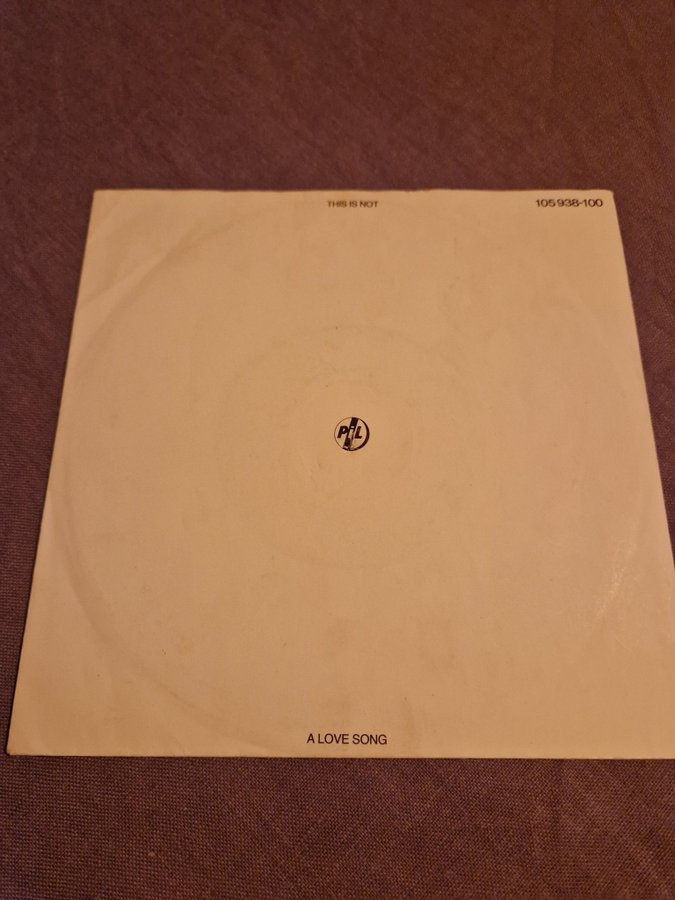 THIS IS NOT
105 938-100
PiL
A LOVE SONG